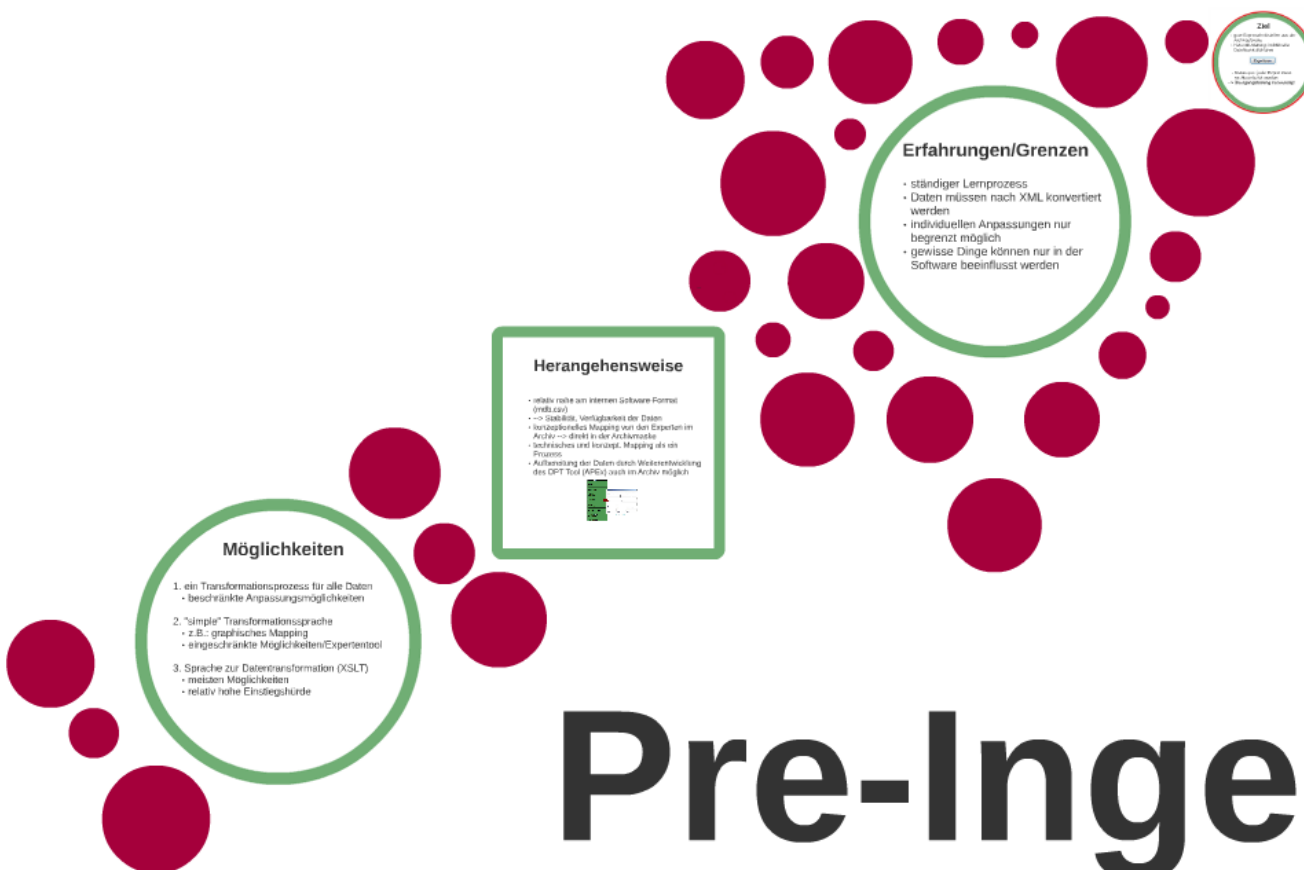 Ziel
Erfahrungen/Grenzen
- ständiger Lernprozess
- Daten müssen nach XML konvertiert
werden
- individuellen Anpassungen nur
begrenzt möglich
- gewisse Dinge können nur in der
Software beeinflusst werden
Herangehensweise
- relativ nahe am internen Software-Format
(mdb,csv)
- --> Stabilität, Verfügbarkeit der Daten
- konzeptionelles Mapping von den Experten im
Archiv --> direkt in der Archivmaske
- technisches und konzept. Mapping als ein
Prozess
- Aufbereitung der Daten durch Weiterentwicklung
des DPT Tool (APEx) auch im Archiv möglich
Möglichkeiten
1. ein Transformationsprozess für alle Daten
- beschränkte Anpassungsmöglichkeiten
2. "simple" Transformationssprache
- z.B.: graphisches Mapping
- eingeschränkte Möglichkeiten/Expertentool
3. Sprache zur Datentransformation (XSLT)
- meisten Möglichkeiten
- relativ hohe Einstiegshürde
Pre-Inge